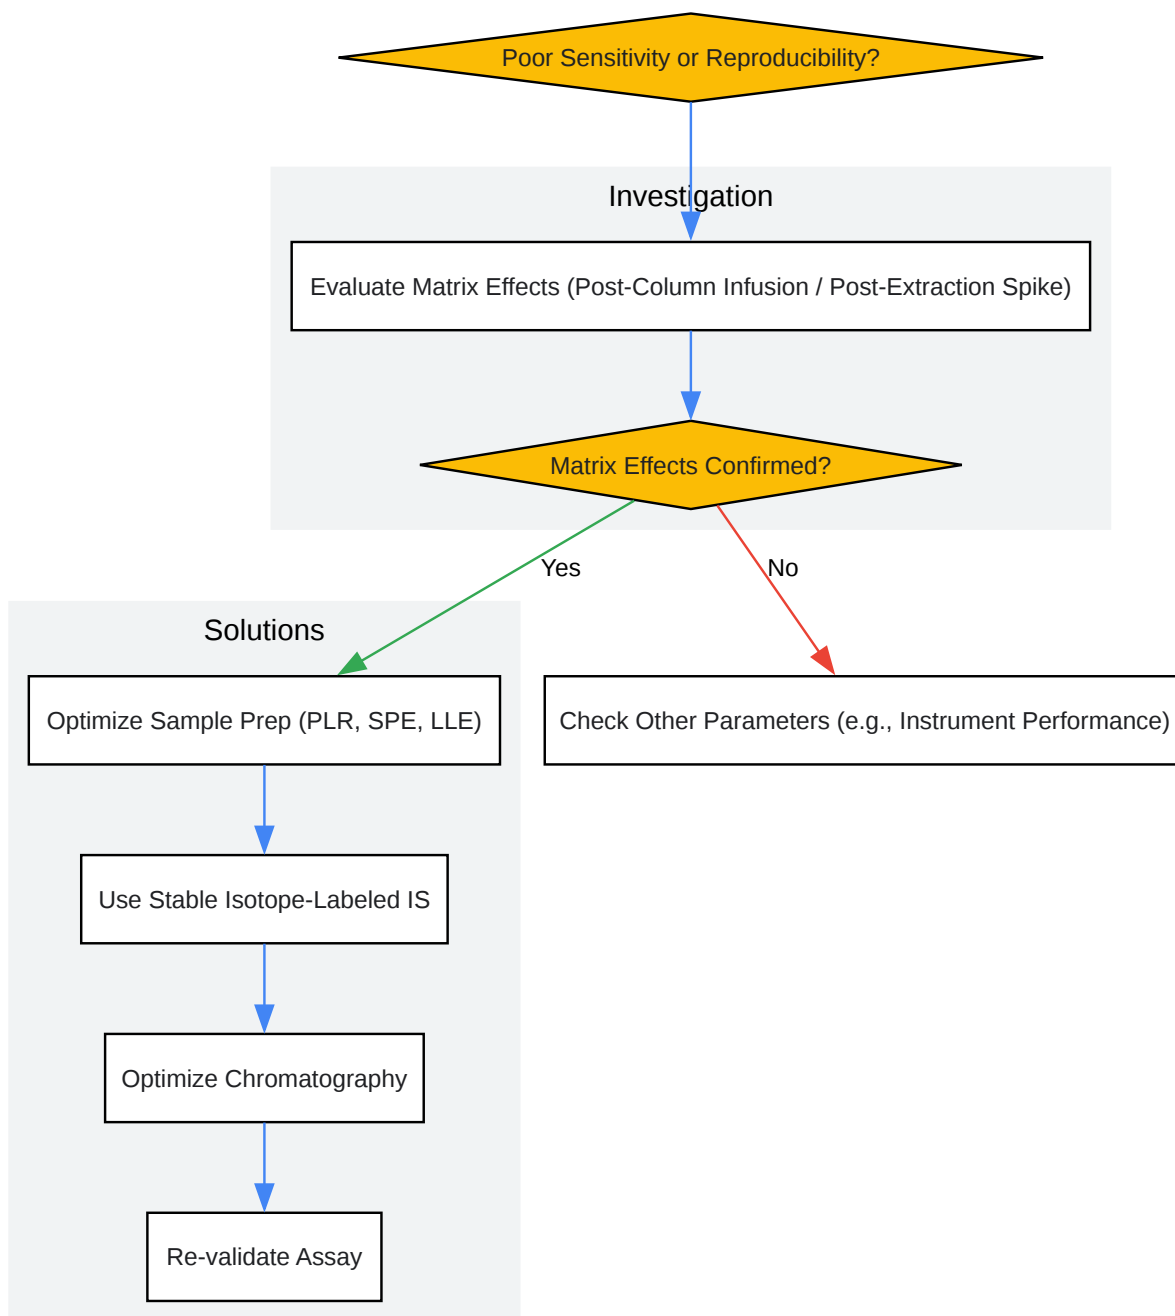 Poor Sensitivity or Reproducibility?
Investigation
Evaluate Matrix Effects (Post-Column Infusion / Post-Extraction Spike)
Matrix Effects Confirmed?
Yes
No
Solutions
Optimize Sample Prep (PLR, SPE, LLE)
Check Other Parameters (e.g., Instrument Performance)
Use Stable Isotope-Labeled IS
Optimize Chromatography
Re-validate Assay